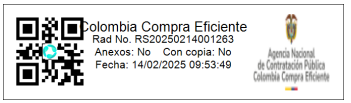 Colombia Compra Eficiente
Rad No. RS20250214001263
Anexos: No Con copia: No
Fecha: 14/02/2025 09:53:49
Agencia Nacional
de Contratación Pública
Colombia Compra Eficiente